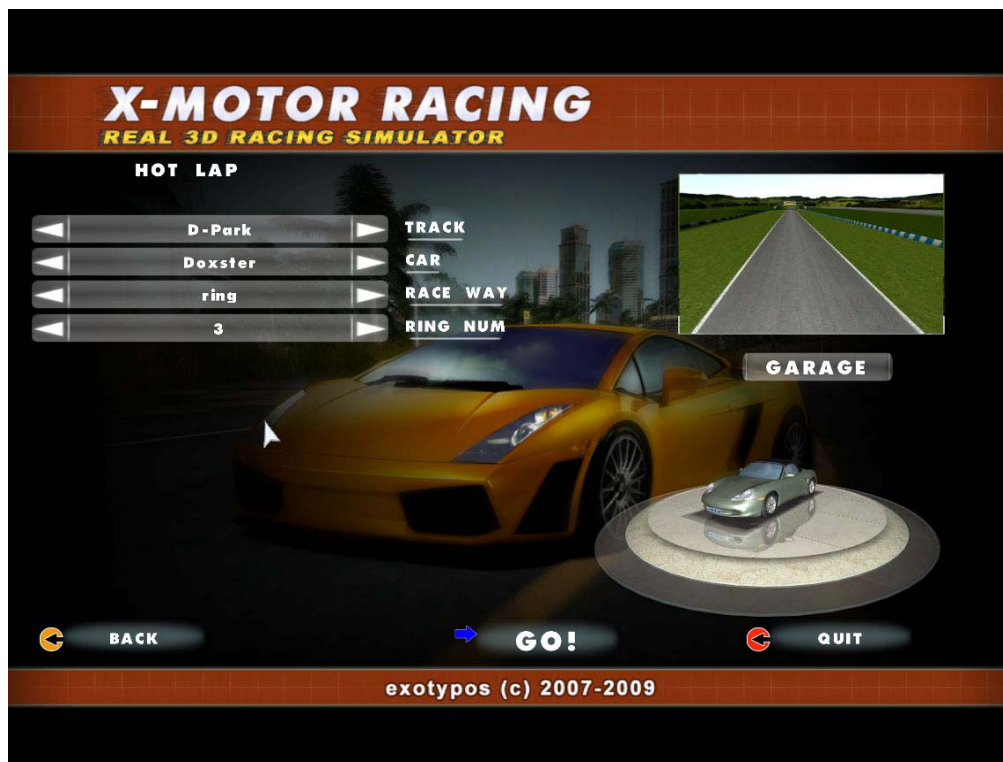 X-MOTOR RACING
REAL 3D RACING SIMULATOR
HOT LAP
D-Park TRACK
Doxster CAR
ring RACE WAY
3 RING NUM
GARAGE
BACK GO! QUIT
exotypos (c) 2007-2009